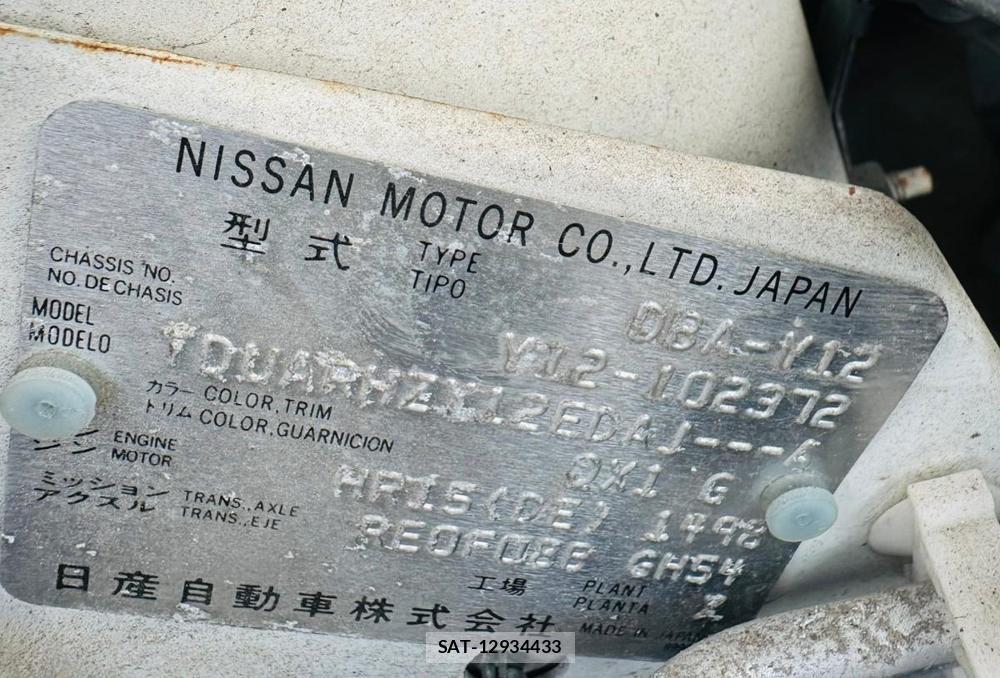 NISSAN MOTOR CO.,LTD. JAPAN
型式 TYPE TIPO DBA-Y12
CHASSIS NO. NO. DE CHASIS Y12-102372
MODEL MODELO
カラー COLOR,TRIM
トリム COLOR,GUARNICION QX1 G
ENGINE MOTOR HR15(DE) 1498
ミッション TRANS.,AXLE
アクスル TRANS.,EJE RE0F08B GH54
工場 PLANT PLANTA
日産自動車株式会社 MADE IN JAPAN
SAT-12934433